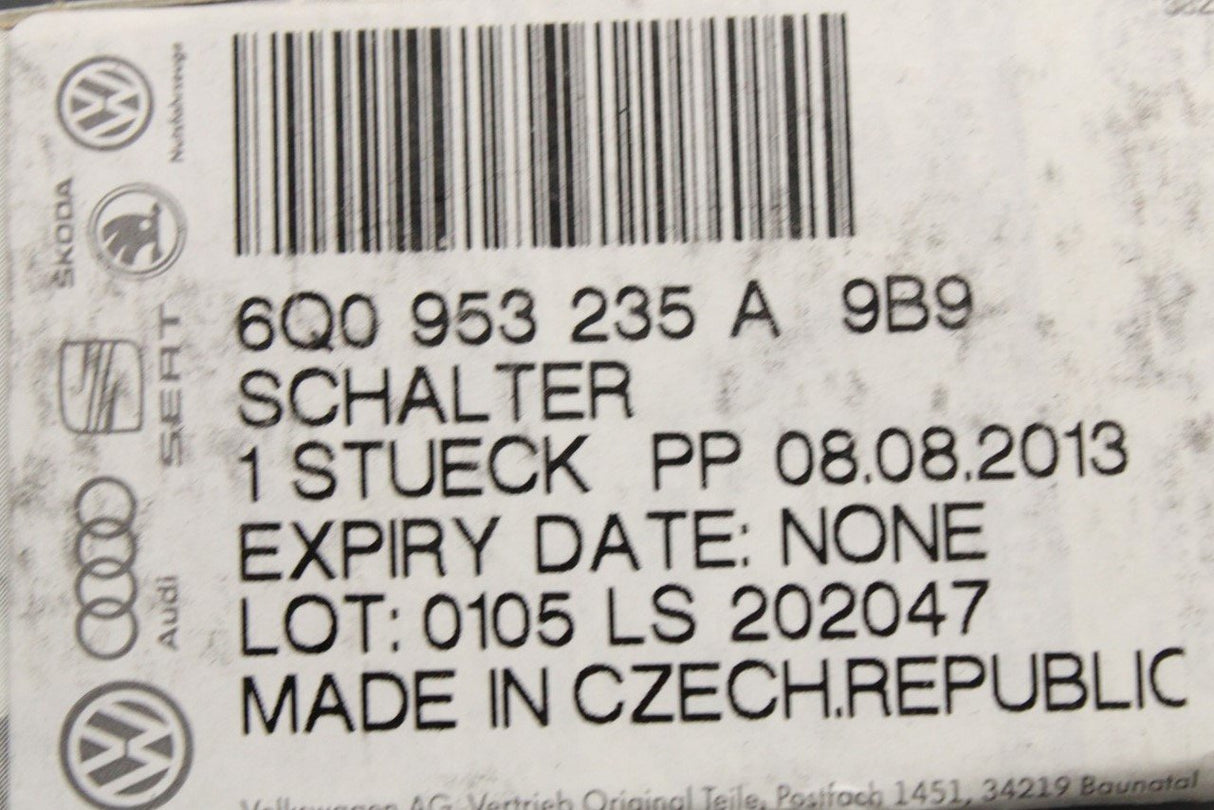 6Q0 953 235 A 9B9
SCHALTER
1 STUECK PP 08.08.2013
EXPIRY DATE: NONE
LOT: 0105 LS 202047
MADE IN CZECH.REPUBLIC
Volkswagen AG, Vertrieb Original Teile, Postfach 1451, 34219 Baunatal
Nutzfahrzeuge
ŠKODA
SEAT
Audi